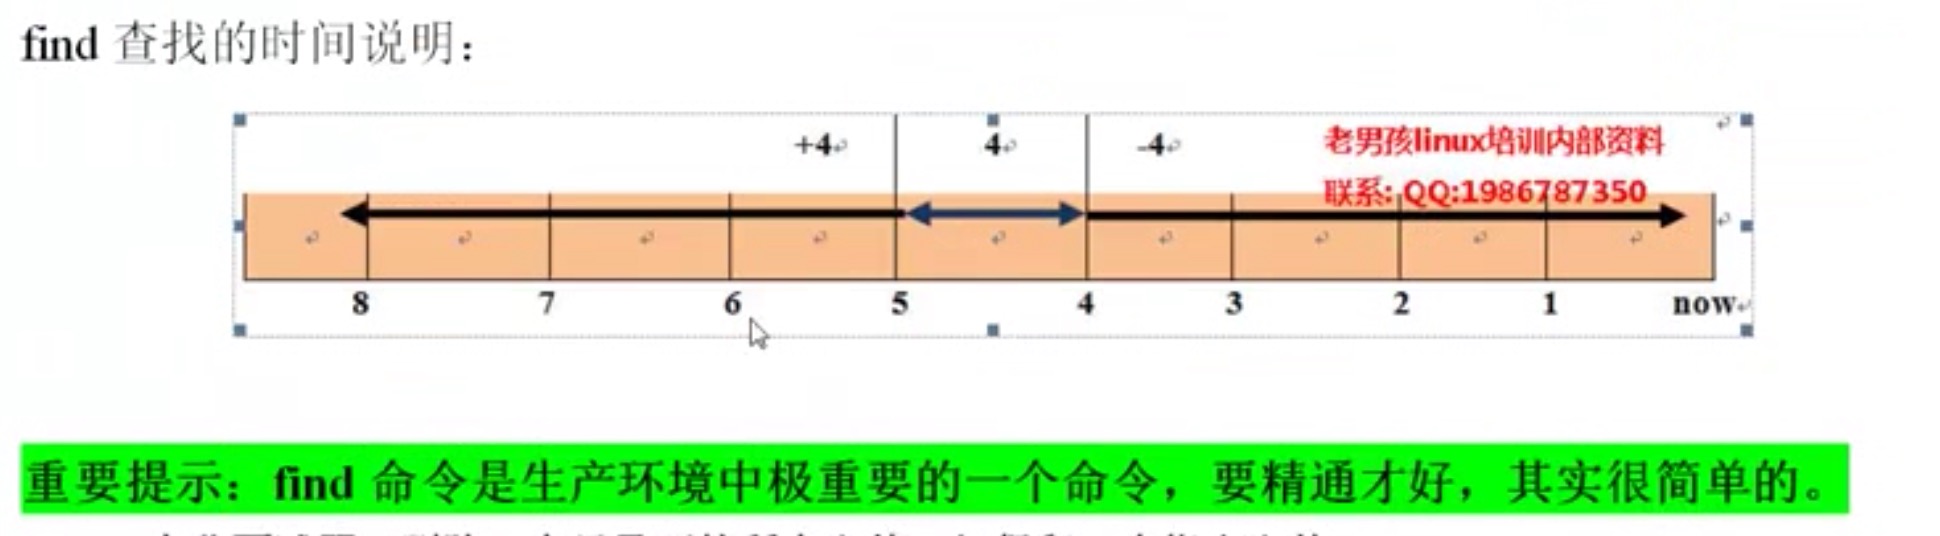 find 查找的时间说明：
+4 4 -4 老男孩linux培训内部资料
联系: QQ:1986787350
8 7 6 5 4 3 2 1 now
重要提示：find 命令是生产环境中极重要的一个命令，要精通才好，其实很简单的。